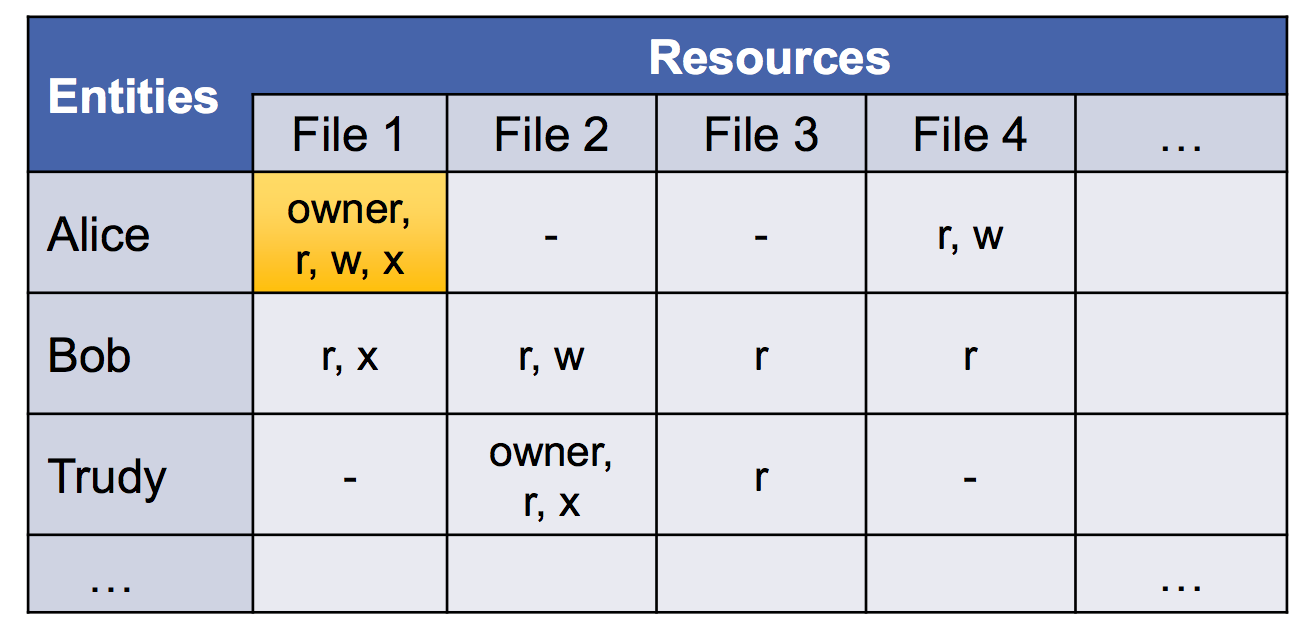 Entities
Resources
File 1 File 2 File 3 File 4 …
Alice
owner,
r, w, x
-
-
r, w
Bob
r, x
r, w
r
r
Trudy
-
owner,
r, x
r
-
…
…